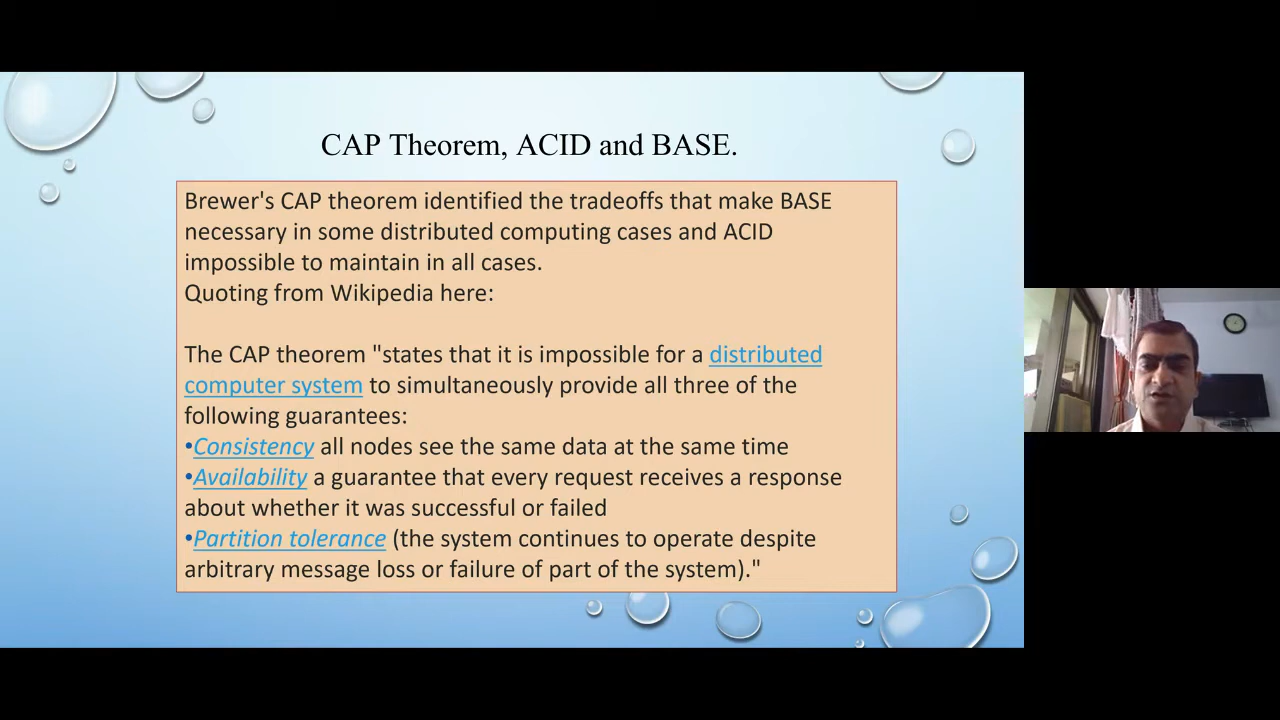 CAP Theorem, ACID and BASE.
Brewer's CAP theorem identified the tradeoffs that make BASE
necessary in some distributed computing cases and ACID
impossible to maintain in all cases.
Quoting from Wikipedia here:
The CAP theorem "states that it is impossible for a distributed
computer system to simultaneously provide all three of the
following guarantees:
•Consistency all nodes see the same data at the same time
•Availability a guarantee that every request receives a response
about whether it was successful or failed
•Partition tolerance (the system continues to operate despite
arbitrary message loss or failure of part of the system)."